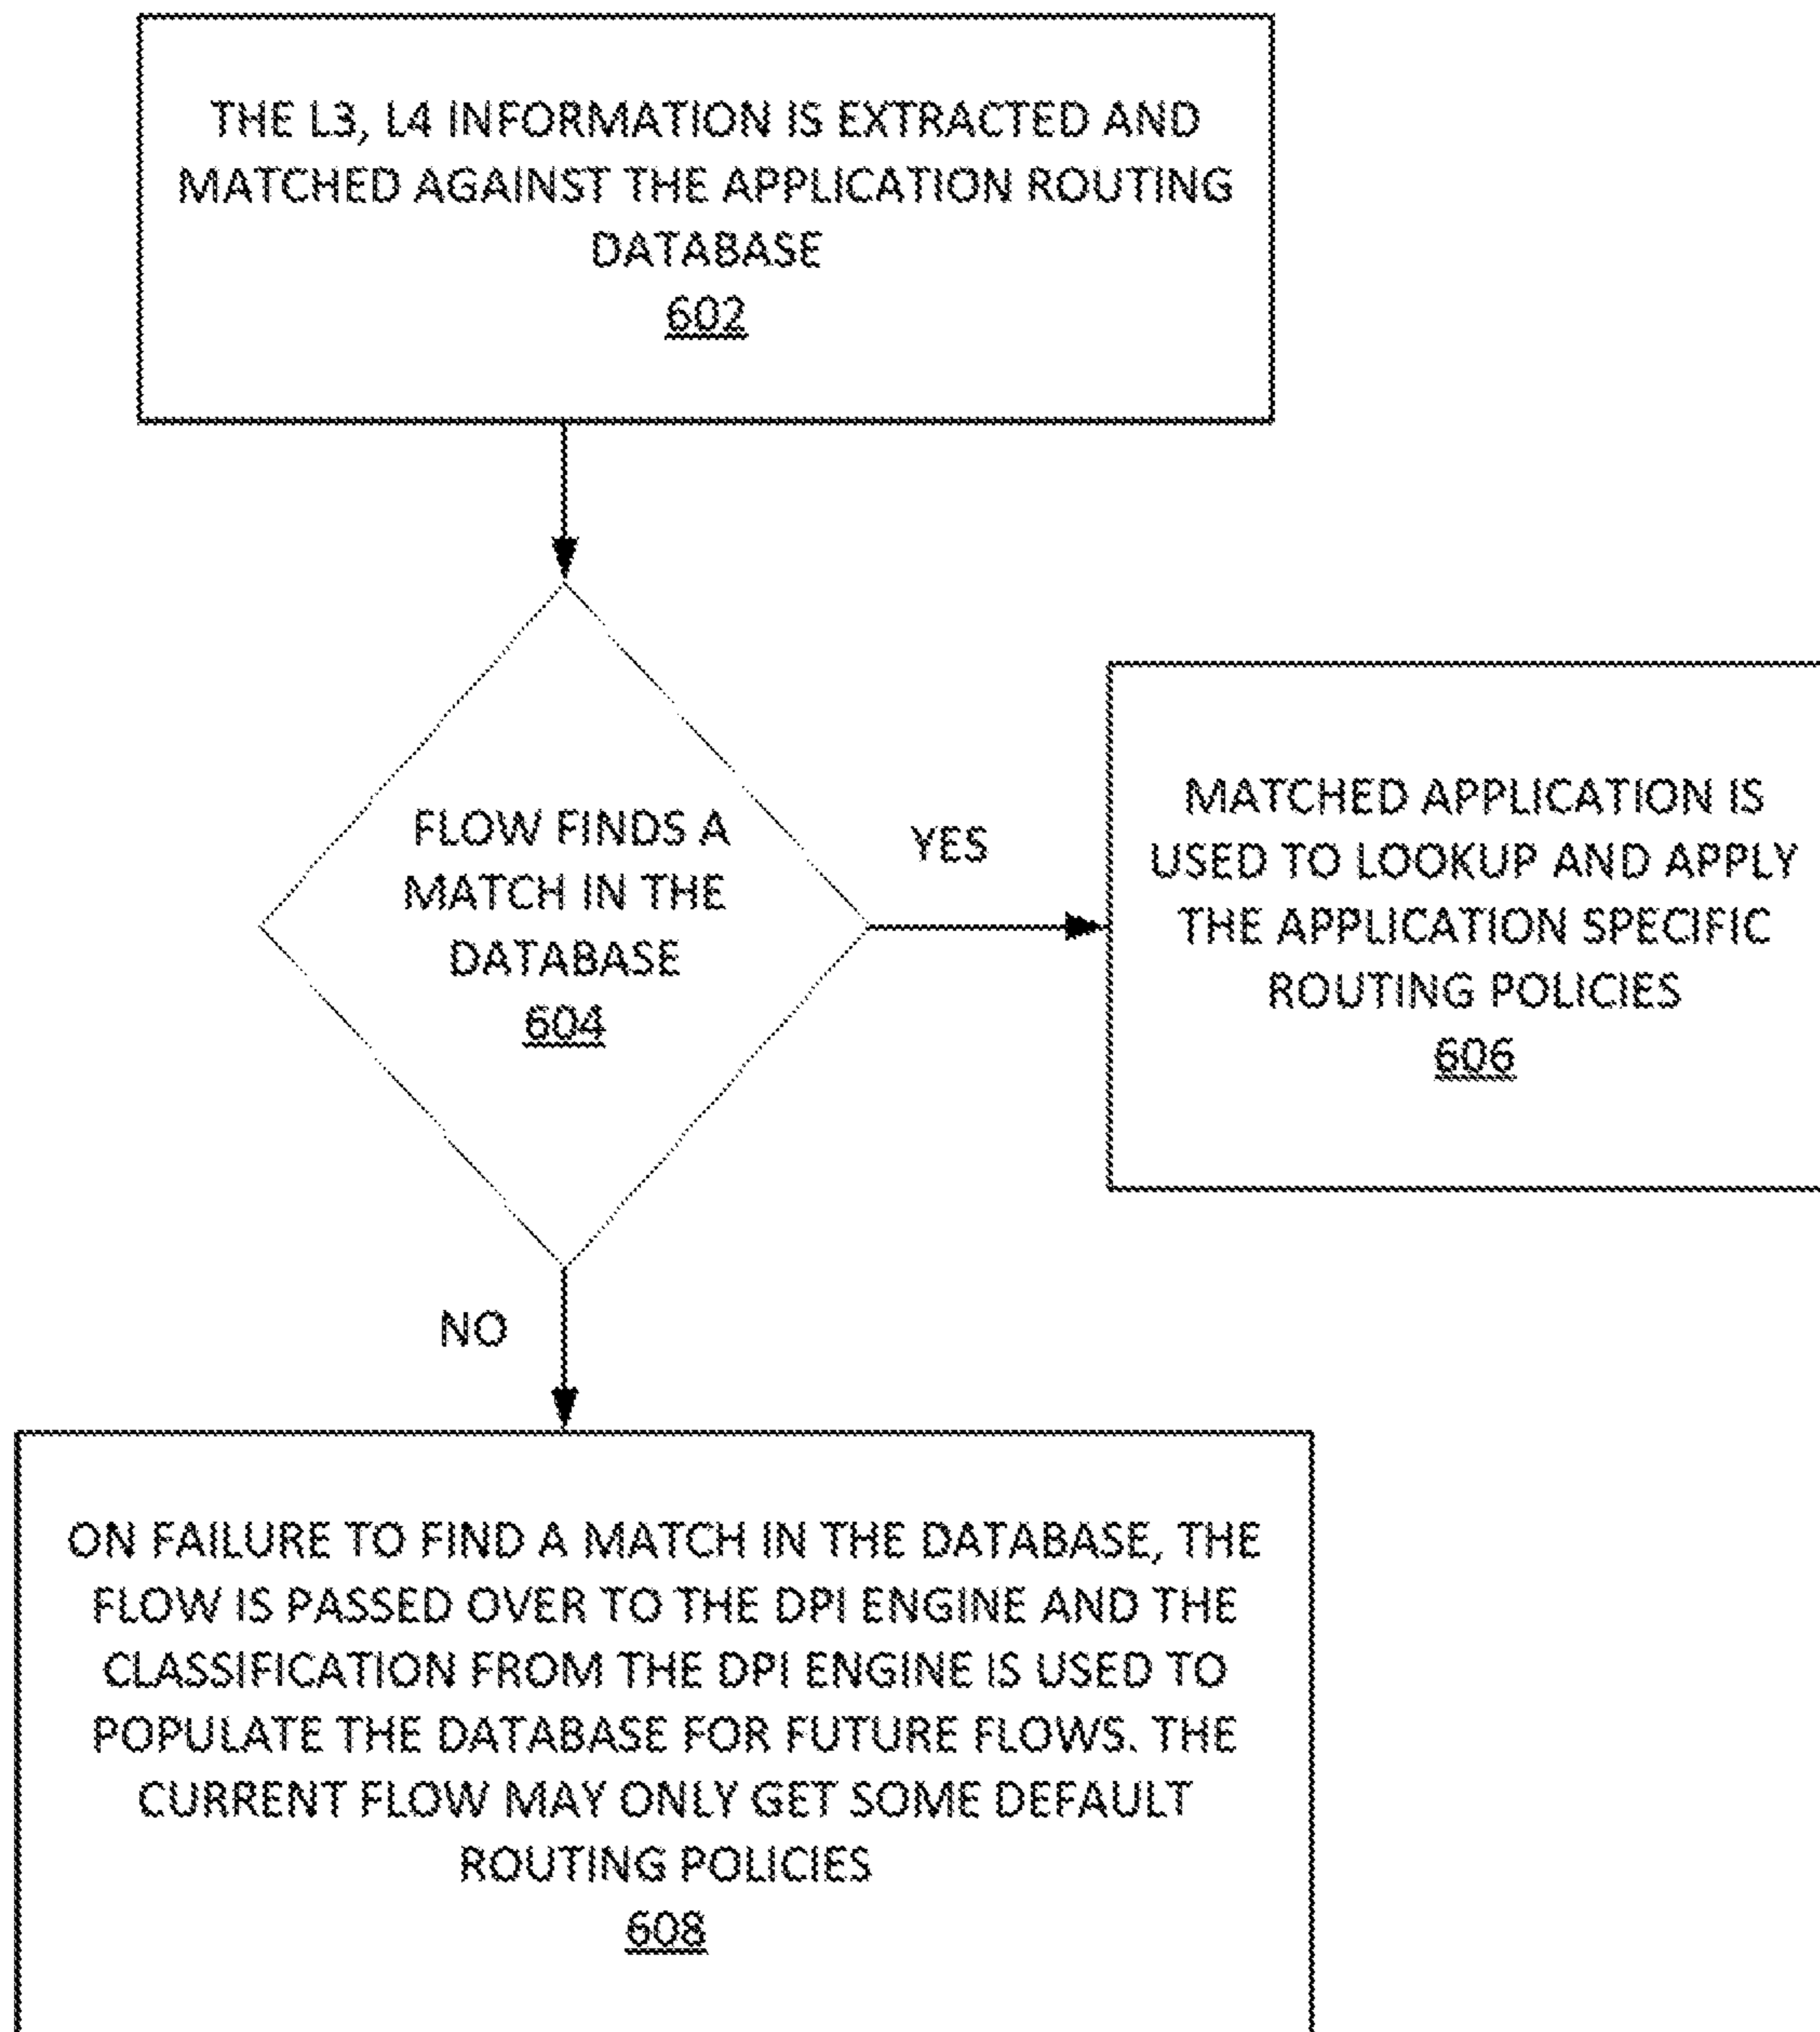 THE L3, L4 INFORMATION IS EXTRACTED AND
MATCHED AGAINST THE APPLICATION ROUTING
DATABASE
602
FLOW FINDS A
MATCH IN THE
DATABASE
604
YES
MATCHED APPLICATION IS
USED TO LOOKUP AND APPLY
THE APPLICATION SPECIFIC
ROUTING POLICIES
606
NO
ON FAILURE TO FIND A MATCH IN THE DATABASE, THE
FLOW IS PASSED OVER TO THE DPI ENGINE AND THE
CLASSIFICATION FROM THE DPI ENGINE IS USED TO
POPULATE THE DATABASE FOR FUTURE FLOWS. THE
CURRENT FLOW MAY ONLY GET SOME DEFAULT
ROUTING POLICIES
608